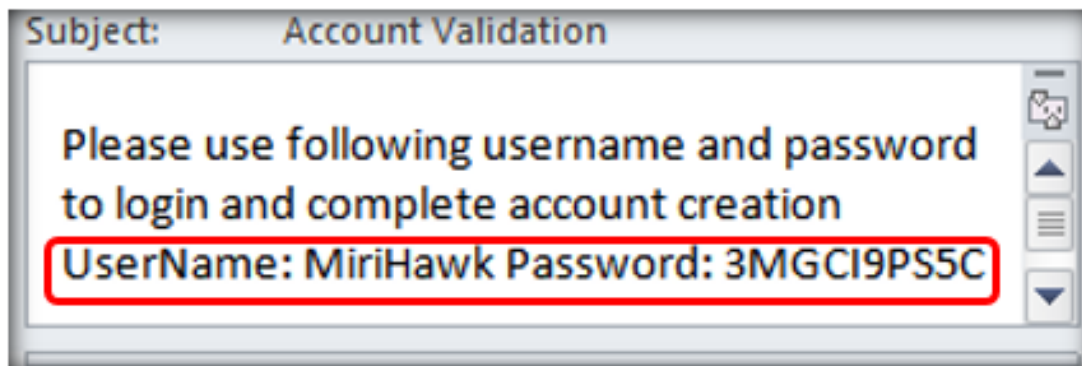 Subject: Account Validation
Please use following username and password
to login and complete account creation
UserName: MiriHawk Password: 3MGCI9PS5C